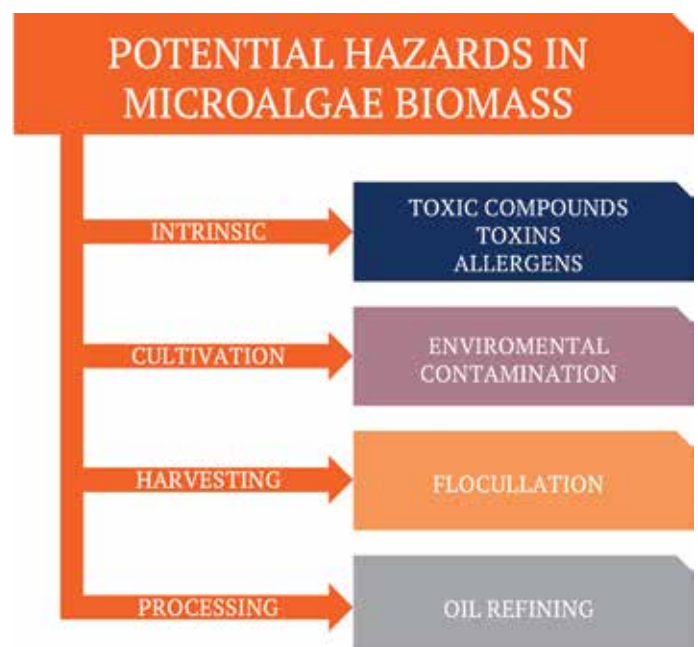 POTENTIAL HAZARDS IN
MICROALGAE BIOMASS
INTRINSIC
TOXIC COMPOUNDS
TOXINS
ALLERGENS
CULTIVATION
ENVIROMENTAL
CONTAMINATION
HARVESTING
FLOCULLATION
PROCESSING
OIL REFINING